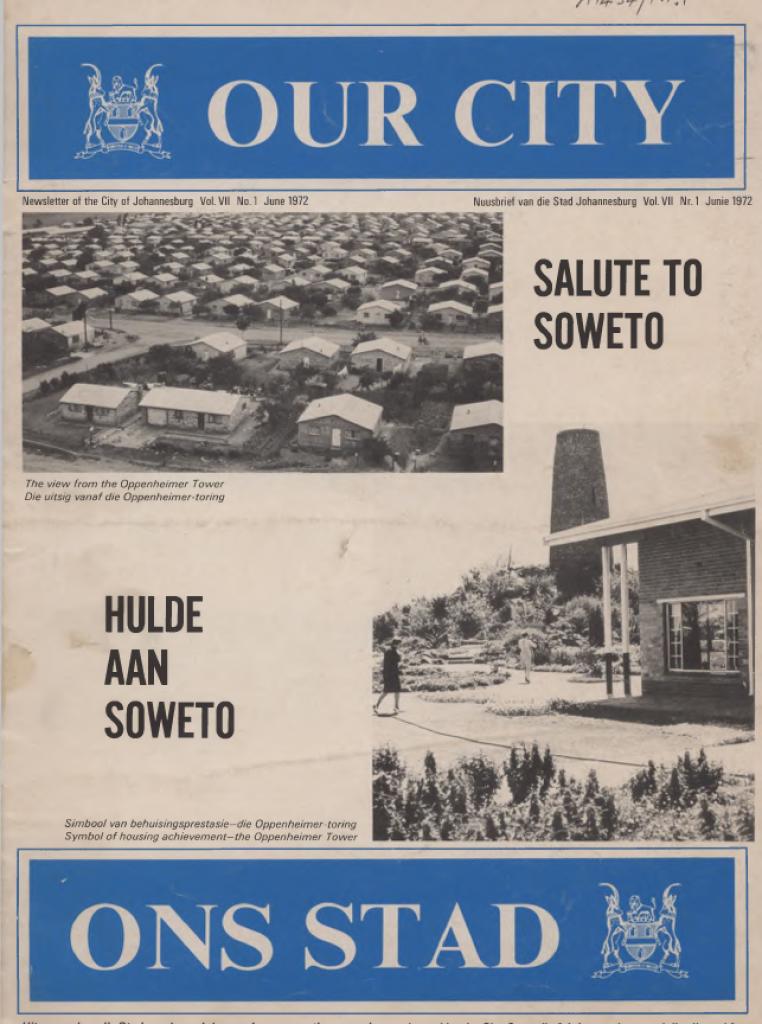 OUR CITY
Newsletter of the City of Johannesburg Vol. VII No. 1 June 1972
Nuusbrief van die Stad Johannesburg Vol. VII Nr. 1 Junie 1972
SALUTE TO
SOWETO
The view from the Oppenheimer Tower
Die uitsig vanaf die Oppenheimer-toring
HULDE
AAN
SOWETO
Simbool van behuisingsprestasie—die Oppenheimer-toring
Symbol of housing achievement—the Oppenheimer Tower
ONS STAD